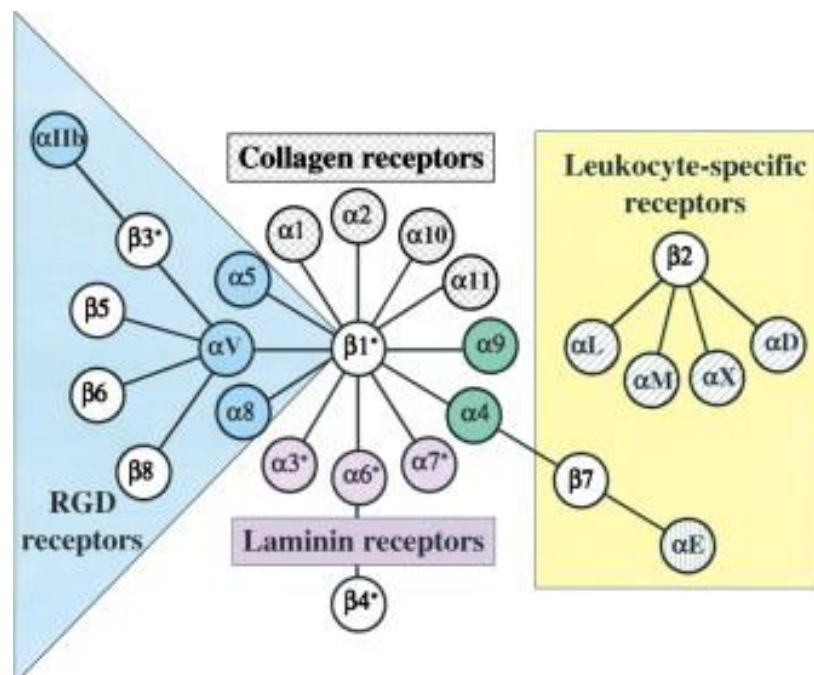 αIIb
Collagen receptors
Leukocyte-specific
receptors
α2
α1
α10
β3*
β2
α5
α11
β5
αV
β1*
α9
αL
αD
αM
αX
β6
α8
α4
β8
α3*
α6*
α7*
β7
RGD
receptors
Laminin receptors
αE
β4*